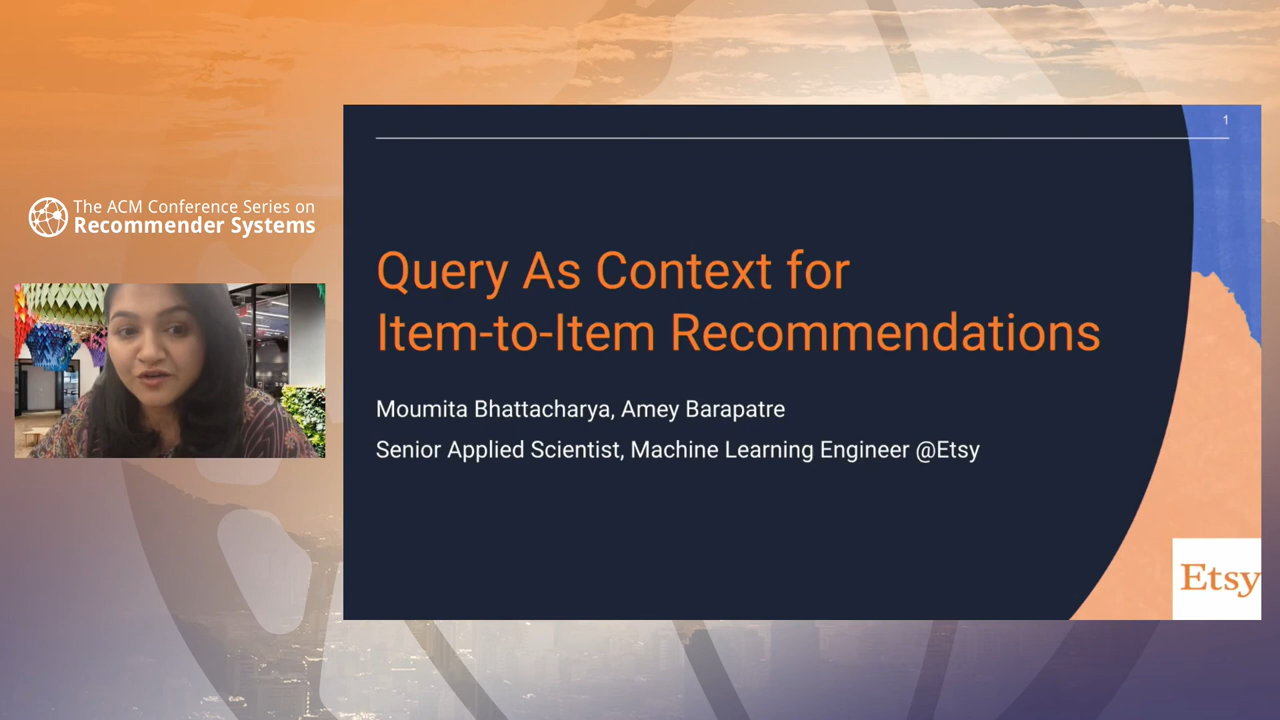 The ACM Conference Series on
Recommender Systems
1
Query As Context for
Item-to-Item Recommendations
Moumita Bhattacharya, Amey Barapatre
Senior Applied Scientist, Machine Learning Engineer @Etsy
Etsy